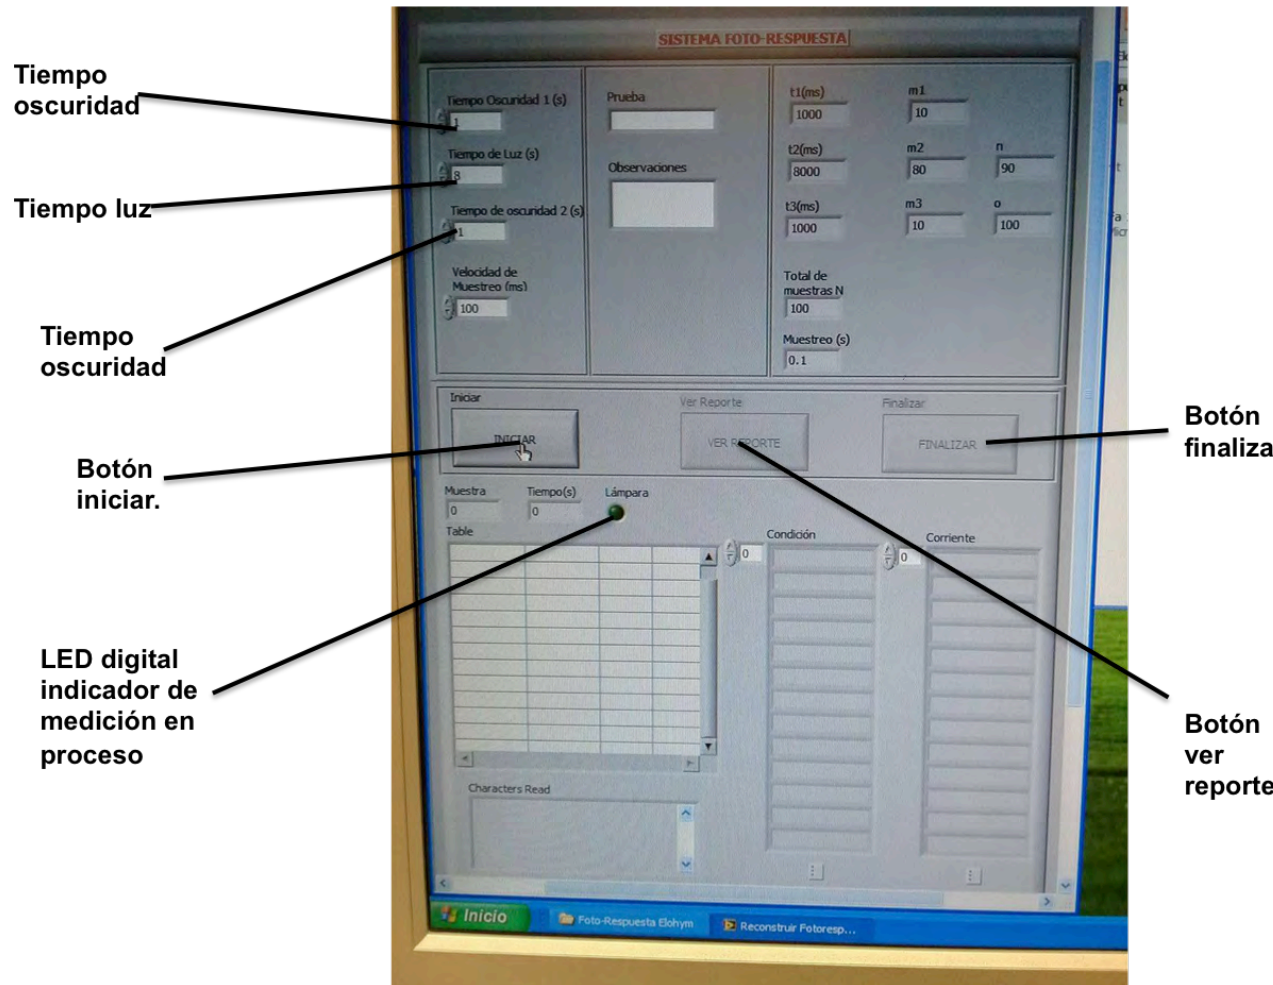 SISTEMA FOTO-RESPUESTA
Tiempo
oscuridad
Tiempo luz
Tiempo
oscuridad
Botón
iniciar.
LED digital
indicador de
medición en
proceso
Tiempo Oscuridad 1 (s)
1
Tiempo de Luz (s)
8
Tiempo de oscuridad 2 (s)
1
Velocidad de
Muestreo (ms)
100
Prueba
Observaciones
t1(ms)
1000
m1
10
t2(ms)
8000
m2
80
n
90
t3(ms)
1000
m3
10
o
100
Total de
muestras N
100
Muestreo (s)
0.1
Iniciar
INICIAR
Ver Reporte
VER REPORTE
Finalizar
FINALIZAR
Muestra
0
Tiempo(s)
0
Lámpara
Table
Condición
0
Corriente
0
Characters Read
Inicio
Foto-Respuesta Elohym
Reconstruir Fotoresp...
Botón
finaliza
Botón
ver
reporte